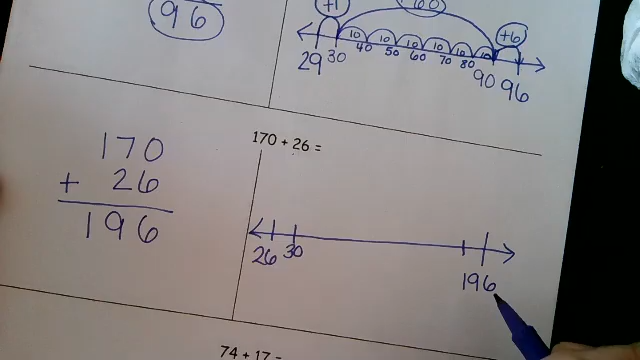 96
+1
60
+6
10 10 10 10 10 10
40 50 60 70 80
29 30 90 96
170 + 26 =
170
+ 26
196
26 30
196
74 + 17 =